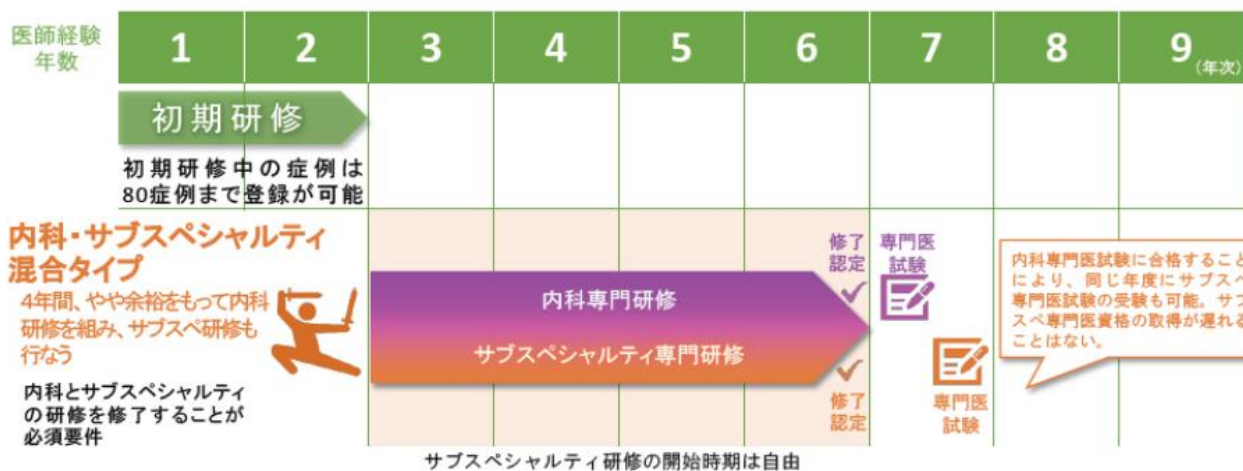 医師経験
年数
1 2 3 4 5 6 7 8 9(年次)
初期研修
初期研修中の症例は
80症例まで登録が可能
内科・サブスペシャルティ
混合タイプ
4年間、やや余裕をもって内科
研修を組み、サブスペ研修も
行なう
内科とサブスペシャルティ
の研修を修了することが
必須要件
内科専門研修
サブスペシャルティ専門研修
修了
認定
専門医
試験
修了
認定
専門医
試験
内科専門医試験に合格すること
により、同じ年度にサブスペ
専門医試験の受験も可能。サブ
スペ専門医資格の取得が遅れる
ことはない。
サブスペシャルティ研修の開始時期は自由